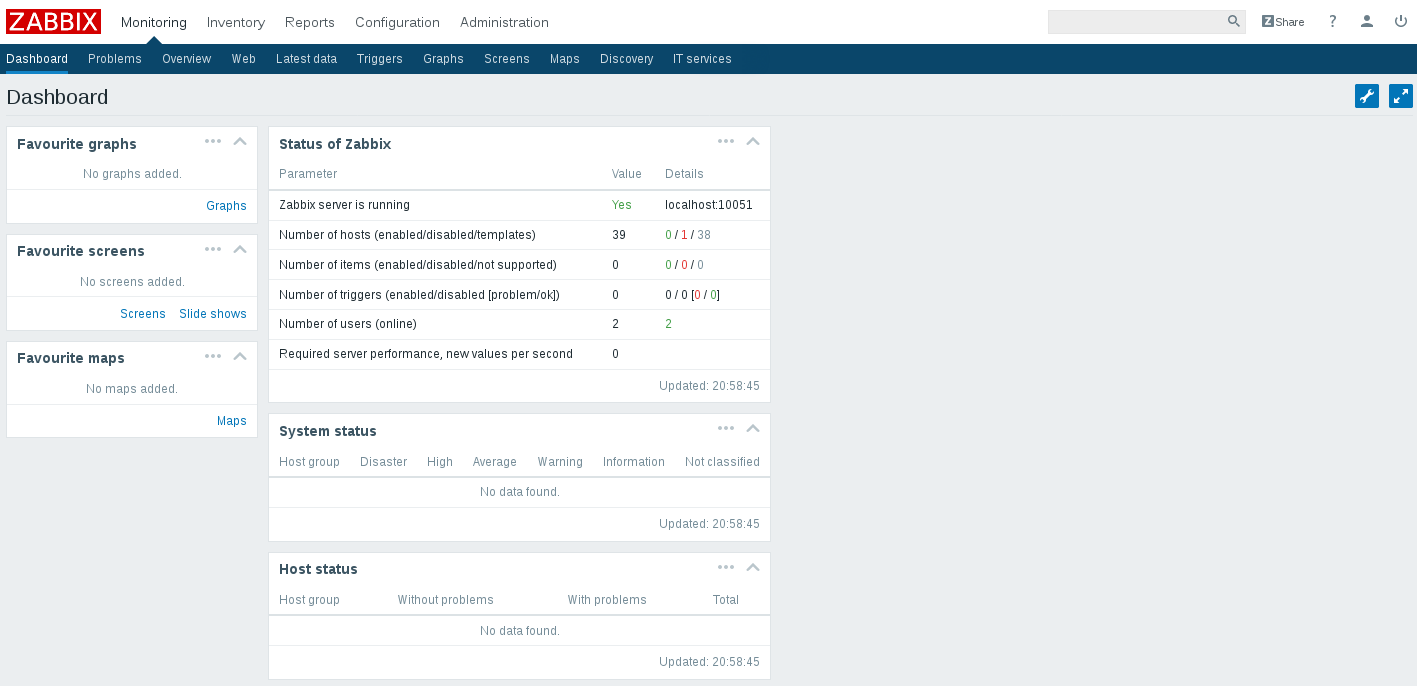 ZABBIX Monitoring Inventory Reports Configuration Administration Z Share ?
Dashboard Problems Overview Web Latest data Triggers Graphs Screens Maps Discovery IT services
Dashboard
Favourite graphs
No graphs added.
Graphs
Favourite screens
No screens added.
Screens Slide shows
Favourite maps
No maps added.
Maps
Status of Zabbix
Parameter Value Details
Zabbix server is running Yes localhost:10051
Number of hosts (enabled/disabled/templates) 39 0 / 1 / 38
Number of items (enabled/disabled/not supported) 0 0 / 0 / 0
Number of triggers (enabled/disabled [problem/ok]) 0 0 / 0 [0 / 0]
Number of users (online) 2 2
Required server performance, new values per second 0
Updated: 20:58:45
System status
Host group Disaster High Average Warning Information Not classified
No data found.
Updated: 20:58:45
Host status
Host group Without problems With problems Total
No data found.
Updated: 20:58:45